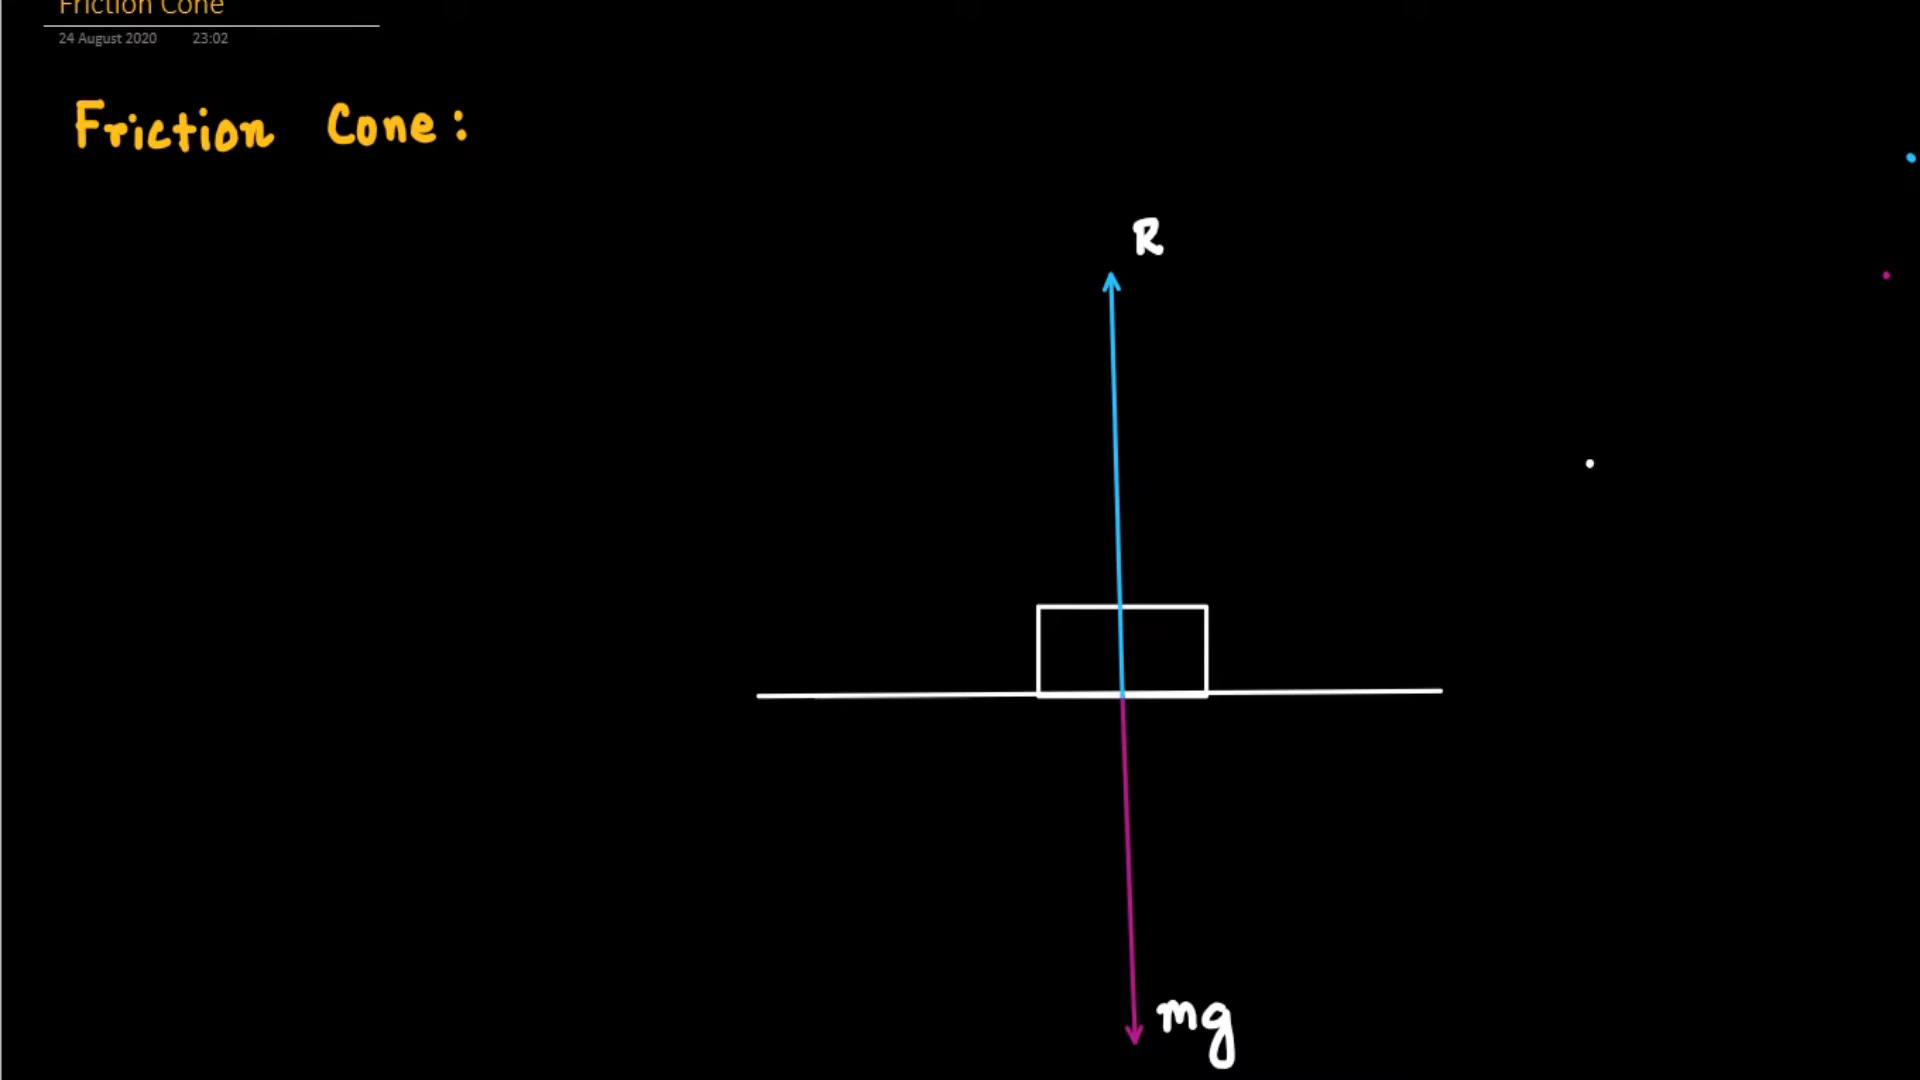 Friction Cone
24 August 2020 23:02
Friction Cone:
R
mg